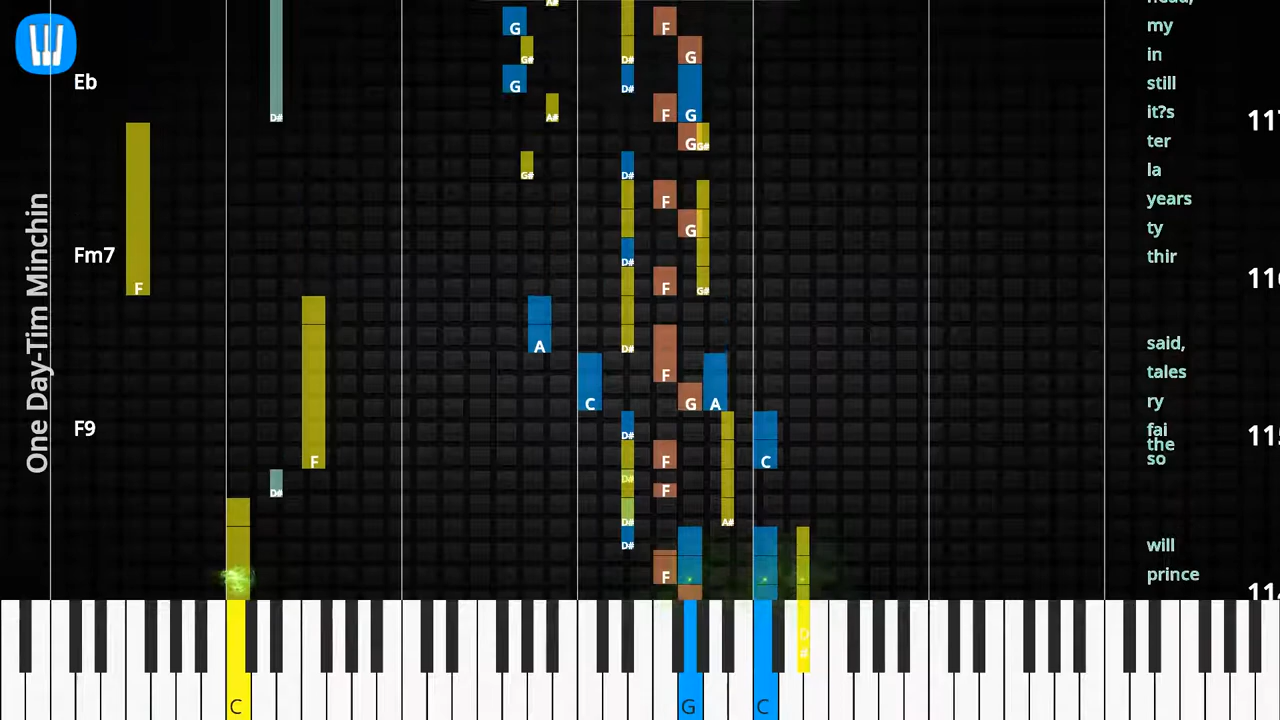 One Day-Tim Minchin
Eb
Fm7
F9
A#
G
F
G#
D#
G
G
D#
D#
A#
F
G
G
G#
G#
D#
F
G
D#
F
F
G#
A
D#
F
C
G
A
D#
F
F
C
D#
D#
F
D#
A#
D#
F
my
in
still
it?s
ter
la
years
ty
thir
said,
tales
ry
fai
the
so
will
prince
D
#
C
G
C